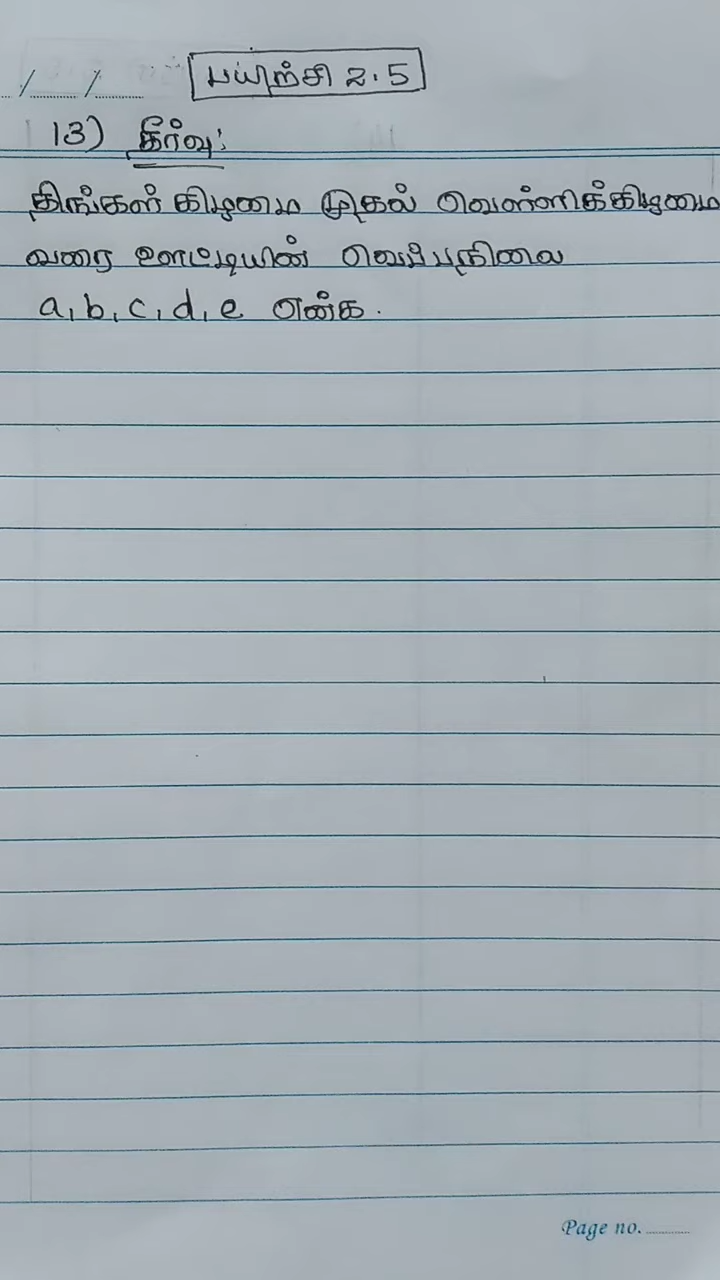 பயிற்சி 2.5
13) தீர்வு:
திங்கள் கிழமை முதல் வெள்ளிக்கிழமை
வரை ஊட்டியின் வெப்பநிலை
a, b, c, d, e என்க.
Page no.